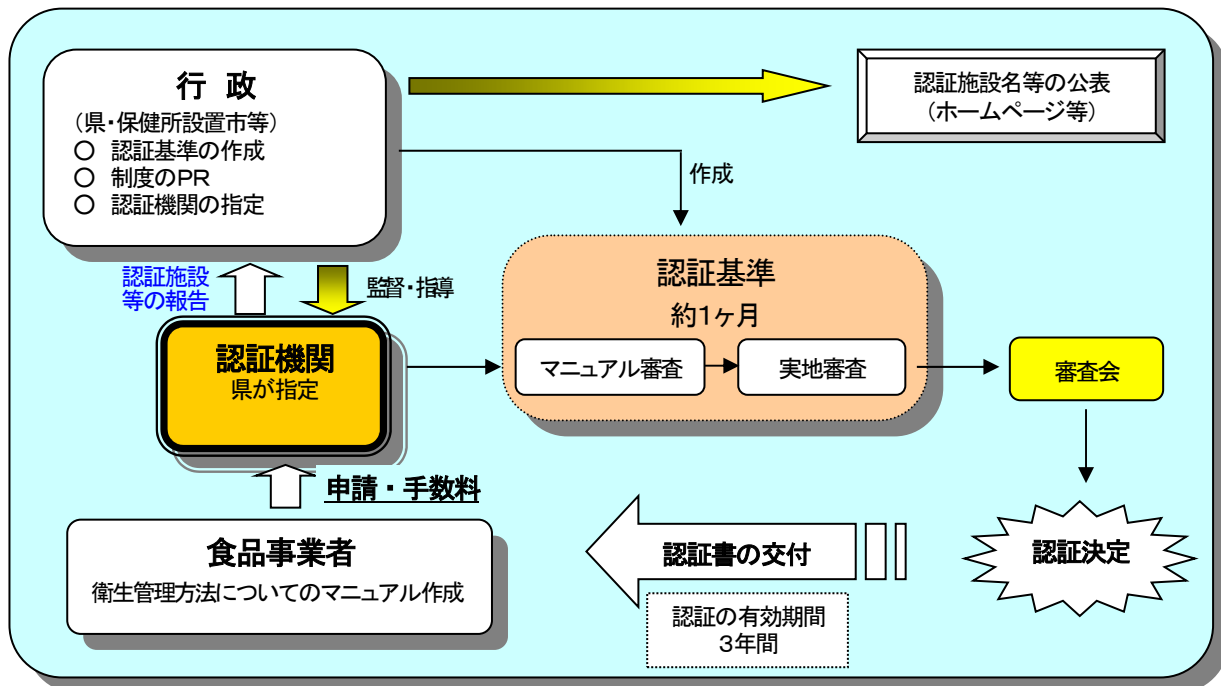 行 政
（県・保健所設置市等）
○ 認証基準の作成
○ 制度のPR
○ 認証機関の指定
認証施設名等の公表
（ホームページ等）
作成
認証施設
等の報告
監督・指導
認証基準
約1ヶ月
マニュアル審査
実地審査
審査会
認証機関
県が指定
申請・手数料
食品事業者
衛生管理方法についてのマニュアル作成
認証書の交付
認証の有効期間
３年間
認証決定